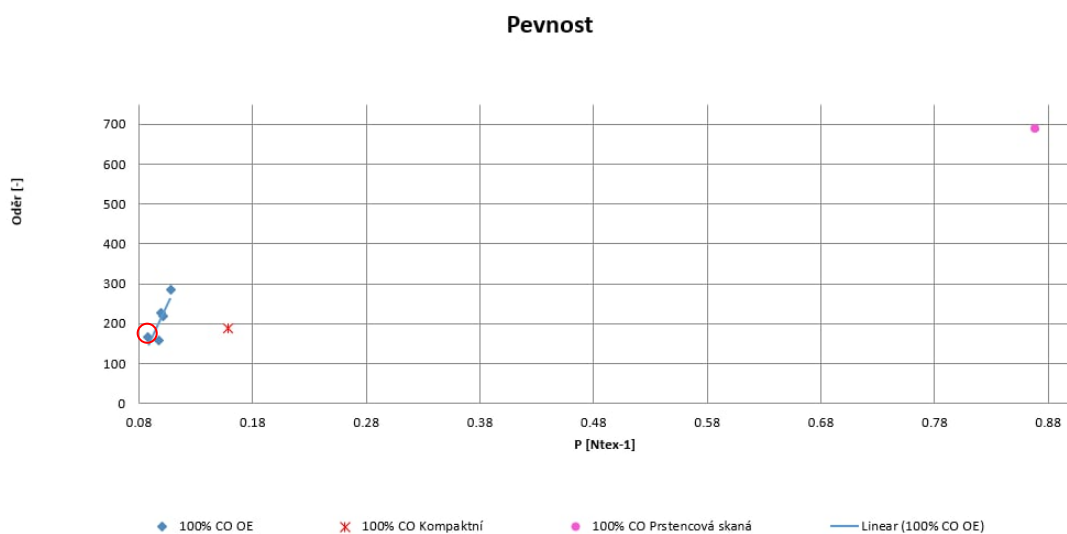 Pevnost
Oděr [-]
700
600
500
400
300
200
100
0
0.08 0.18 0.28 0.38 0.48 0.58 0.68 0.78 0.88
P [Ntex-1]
100% CO OE 100% CO Kompaktní 100% CO Prstencová skaná Linear (100% CO OE)